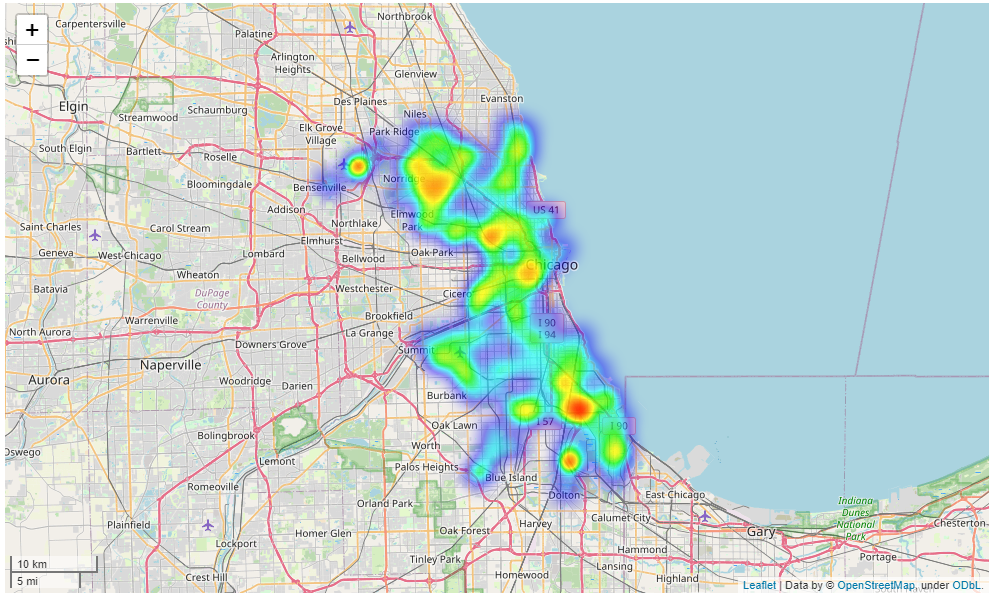 Northbrook
+
Carpentersville
Palatine
−
Arlington
Heights
Glenview
Des Plaines
Evanston
Elgin
Schaumburg
Niles
Streamwood
Elk Grove
Village
Park Ridge
South Elgin
Bartlett
Roselle
Bensenville
Norridge
Bloomingdale
Addison
US 41
Elmwood
Park
Saint Charles
Carol Stream
Northlake
Elmhurst
Geneva
West Chicago
Lombard
Oak Park
Bellwood
Chicago
Wheaton
Batavia
DuPage
County
Westchester
Cicero
Brookfield
Warrenville
I 90
I 94
North Aurora
La Grange
Downers Grove
Summit
Naperville
Aurora
Woodridge
Darien
Burbank
I 57
I 90
Oak Lawn
Bolingbrook
Worth
Oswego
Lemont
Palos Heights
Blue Island
Romeoville
Dolton
East Chicago
Orland Park
Indiana
Dunes
National
Park
Plainfield
Harvey
Calumet City
Chesterton
Homer Glen
Oak Forest
Gary
Lockport
Hammond
Tinley Park
Lansing
Portage
10 km
5 mi
Crest Hill
Homewood
Highland
Leaflet | Data by © OpenStreetMap, under ODbL.